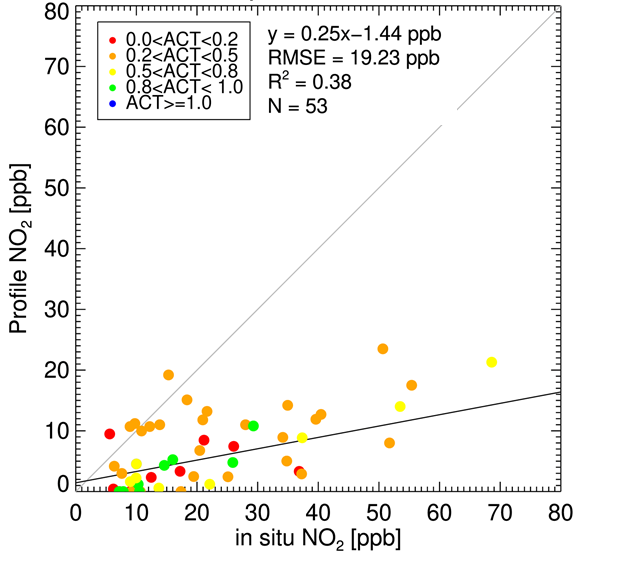 80
70
60
50
40
30
20
10
0
Profile NO₂ [ppb]
0.0<ACT<0.2
0.2<ACT<0.5
0.5<ACT<0.8
0.8<ACT< 1.0
ACT>=1.0
y = 0.25x−1.44 ppb
RMSE = 19.23 ppb
R² = 0.38
N = 53
0 10 20 30 40 50 60 70 80
in situ NO₂ [ppb]